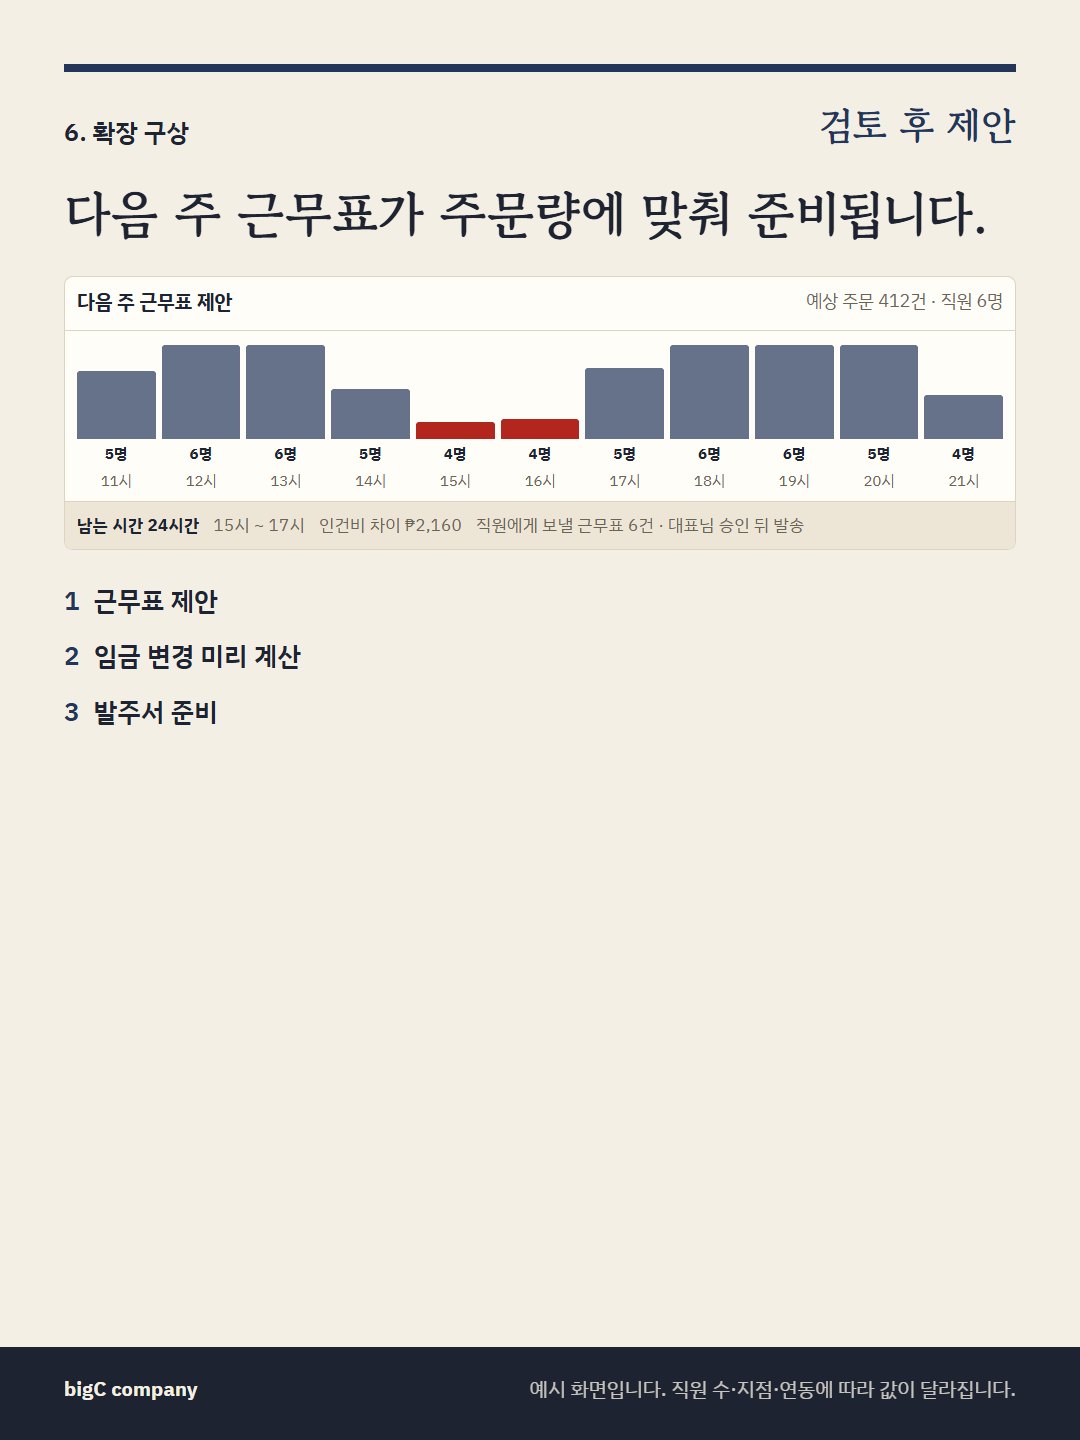 6. 확장 구상
검토 후 제안
다음 주 근무표가 주문량에 맞춰 준비됩니다.
다음 주 근무표 제안
예상 주문 412건 · 직원 6명
5명 6명 6명 5명 4명 4명 5명 6명 6명 5명 4명
11시 12시 13시 14시 15시 16시 17시 18시 19시 20시 21시
남는 시간 24시간 15시 ~ 17시 인건비 차이 ₱2,160 직원에게 보낼 근무표 6건 · 대표님 승인 뒤 발송
1 근무표 제안
2 임금 변경 미리 계산
3 발주서 준비
bigC company
예시 화면입니다. 직원 수·지점·연동에 따라 값이 달라집니다.